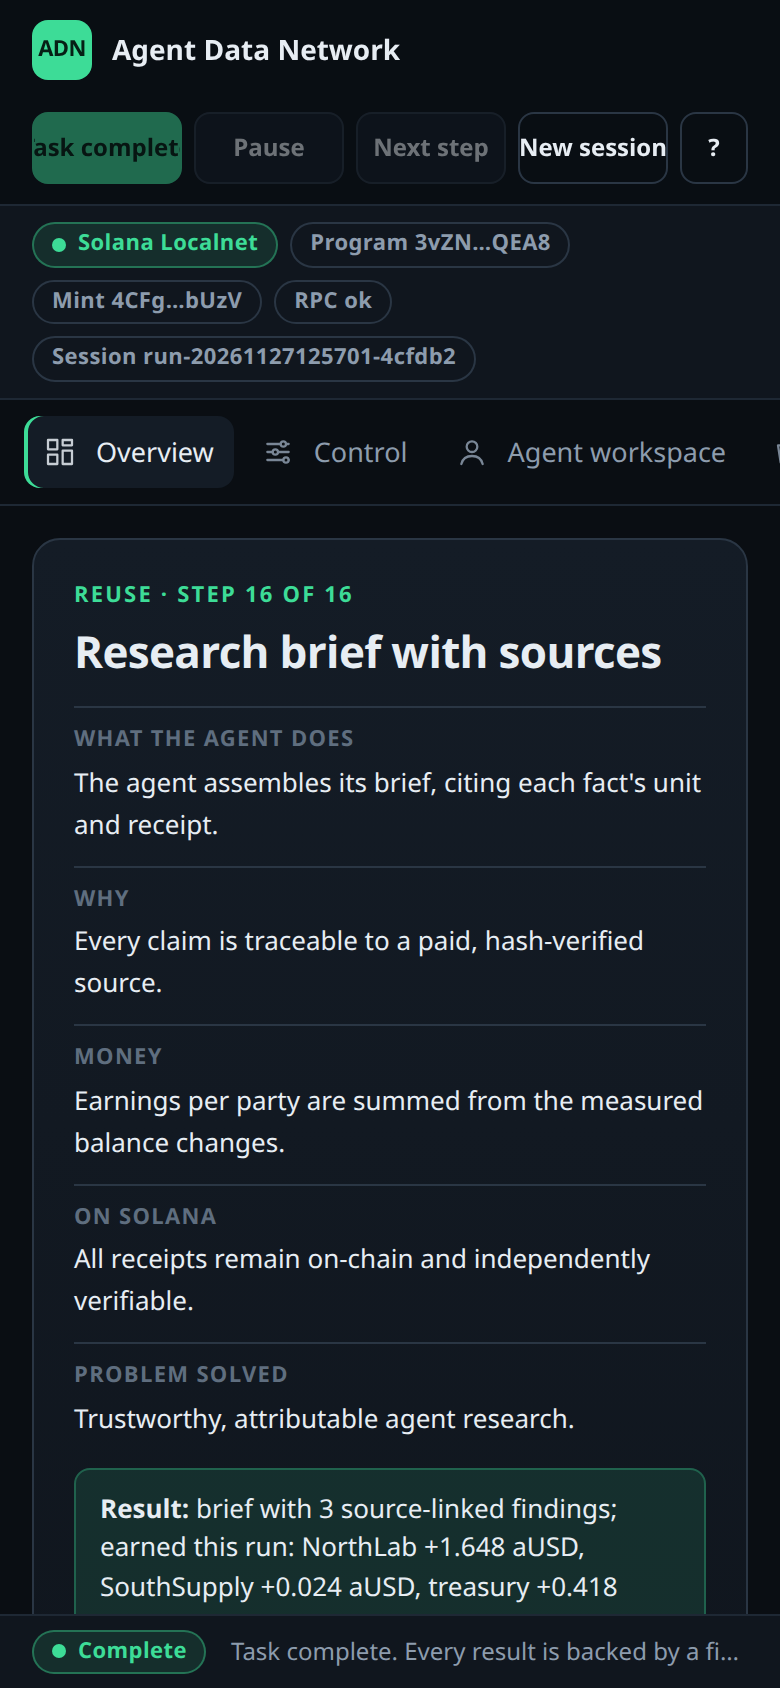 ADN
Agent Data Network
ask complet
Pause
Next step
New session
?
Solana Localnet
Program 3vZN…QEA8
Mint 4CFg…bUzV
RPC ok
Session run-20261127125701-4cfdb2
Overview
Control
Agent workspace
REUSE · STEP 16 OF 16
Research brief with sources
WHAT THE AGENT DOES
The agent assembles its brief, citing each fact's unit
and receipt.
WHY
Every claim is traceable to a paid, hash-verified
source.
MONEY
Earnings per party are summed from the measured
balance changes.
ON SOLANA
All receipts remain on-chain and independently
verifiable.
PROBLEM SOLVED
Trustworthy, attributable agent research.
Result: brief with 3 source-linked findings;
earned this run: NorthLab +1.648 aUSD,
SouthSupply +0.024 aUSD, treasury +0.418
Complete
Task complete. Every result is backed by a fi…